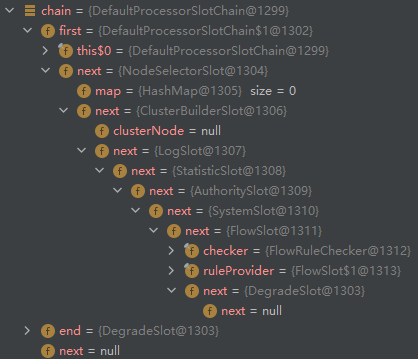 chain = {DefaultProcessorSlotChain@1299}
f first = {DefaultProcessorSlotChain$1@1302}
f this$0 = {DefaultProcessorSlotChain@1299}
f next = {NodeSelectorSlot@1304}
f map = {HashMap@1305} size = 0
f next = {ClusterBuilderSlot@1306}
f clusterNode = null
f next = {LogSlot@1307}
f next = {StatisticSlot@1308}
f next = {AuthoritySlot@1309}
f next = {SystemSlot@1310}
f next = {FlowSlot@1311}
f checker = {FlowRuleChecker@1312}
f ruleProvider = {FlowSlot$1@1313}
f next = {DegradeSlot@1303}
f next = null
f end = {DegradeSlot@1303}
f next = null